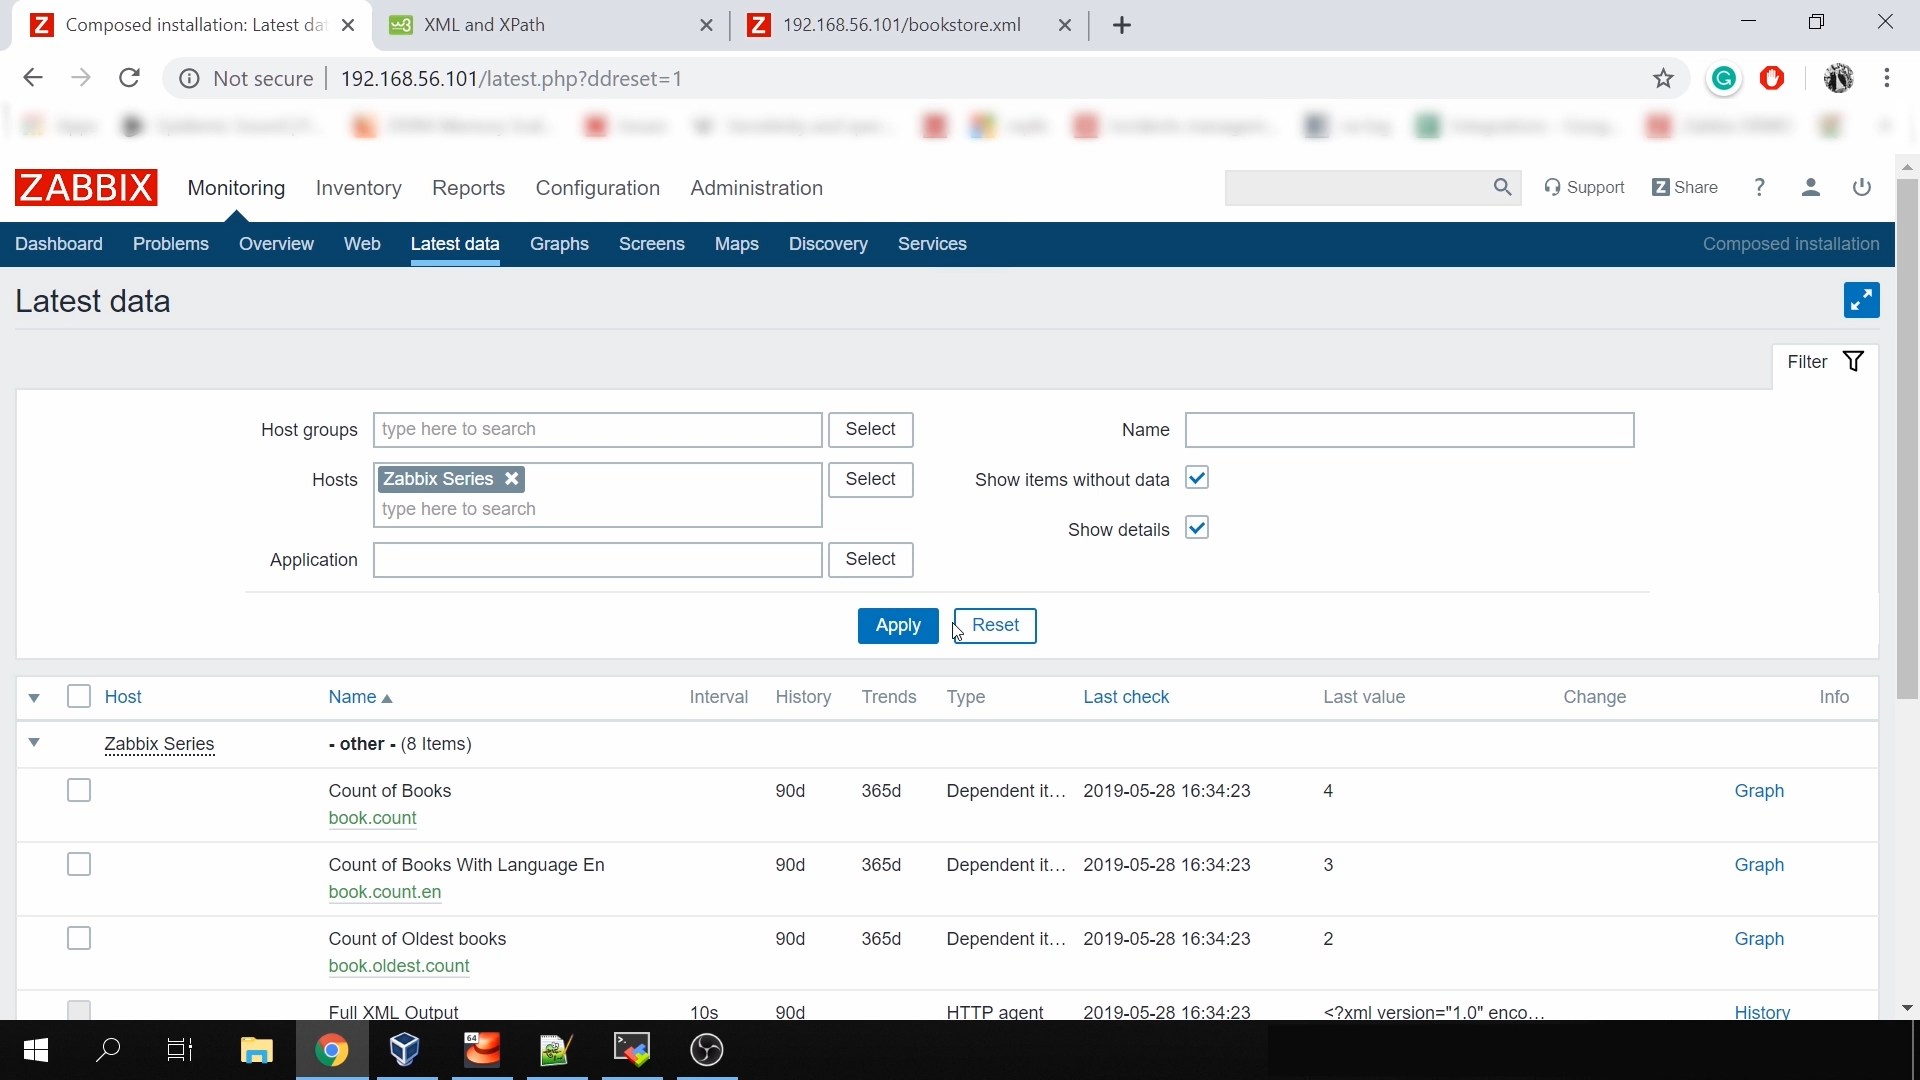 Composed installation: Latest da
XML and XPath
192.168.56.101/bookstore.xml
Not secure
192.168.56.101/latest.php?ddreset=1
ZABBIX
Monitoring
Inventory
Reports
Configuration
Administration
Support
Z Share
?
Dashboard
Problems
Overview
Web
Latest data
Graphs
Screens
Maps
Discovery
Services
Composed installation
Latest data
Filter
Host groups
type here to search
Select
Name
Hosts
Zabbix Series
type here to search
Select
Show items without data
Show details
Application
Select
Apply
Reset
Host
Name
Interval
History
Trends
Type
Last check
Last value
Change
Info
Zabbix Series
- other - (8 Items)
Count of Books
90d
365d
Dependent it...
2019-05-28 16:34:23
4
Graph
book.count
Count of Books With Language En
90d
365d
Dependent it...
2019-05-28 16:34:23
3
Graph
book.count.en
Count of Oldest books
90d
365d
Dependent it...
2019-05-28 16:34:23
2
Graph
book.oldest.count
Full XML Output
10s
90d
HTTP agent
2019-05-28 16:34:23
<?xml version="1.0" enco...
History
64